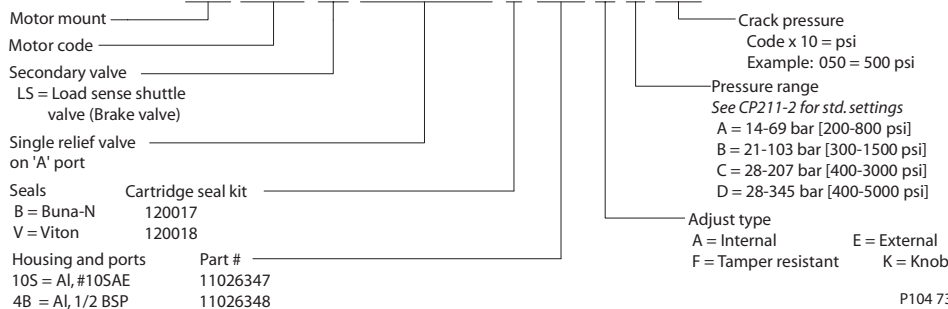 Motor mount
Motor code
Secondary valve
LS = Load sense shuttle
valve (Brake valve)
Single relief valve
on 'A' port
Seals Cartridge seal kit
B = Buna-N 120017
V = Viton 120018
Housing and ports Part #
10S = Al, #10SAE 11026347
4B = Al, 1/2 BSP 11026348
Crack pressure
Code x 10 = psi
Example: 050 = 500 psi
Pressure range
See CP211-2 for std. settings
A = 14-69 bar [200-800 psi]
B = 21-103 bar [300-1500 psi]
C = 28-207 bar [400-3000 psi]
D = 28-345 bar [400-5000 psi]
Adjust type
A = Internal E = External
F = Tamper resistant K = Knob
P104 73